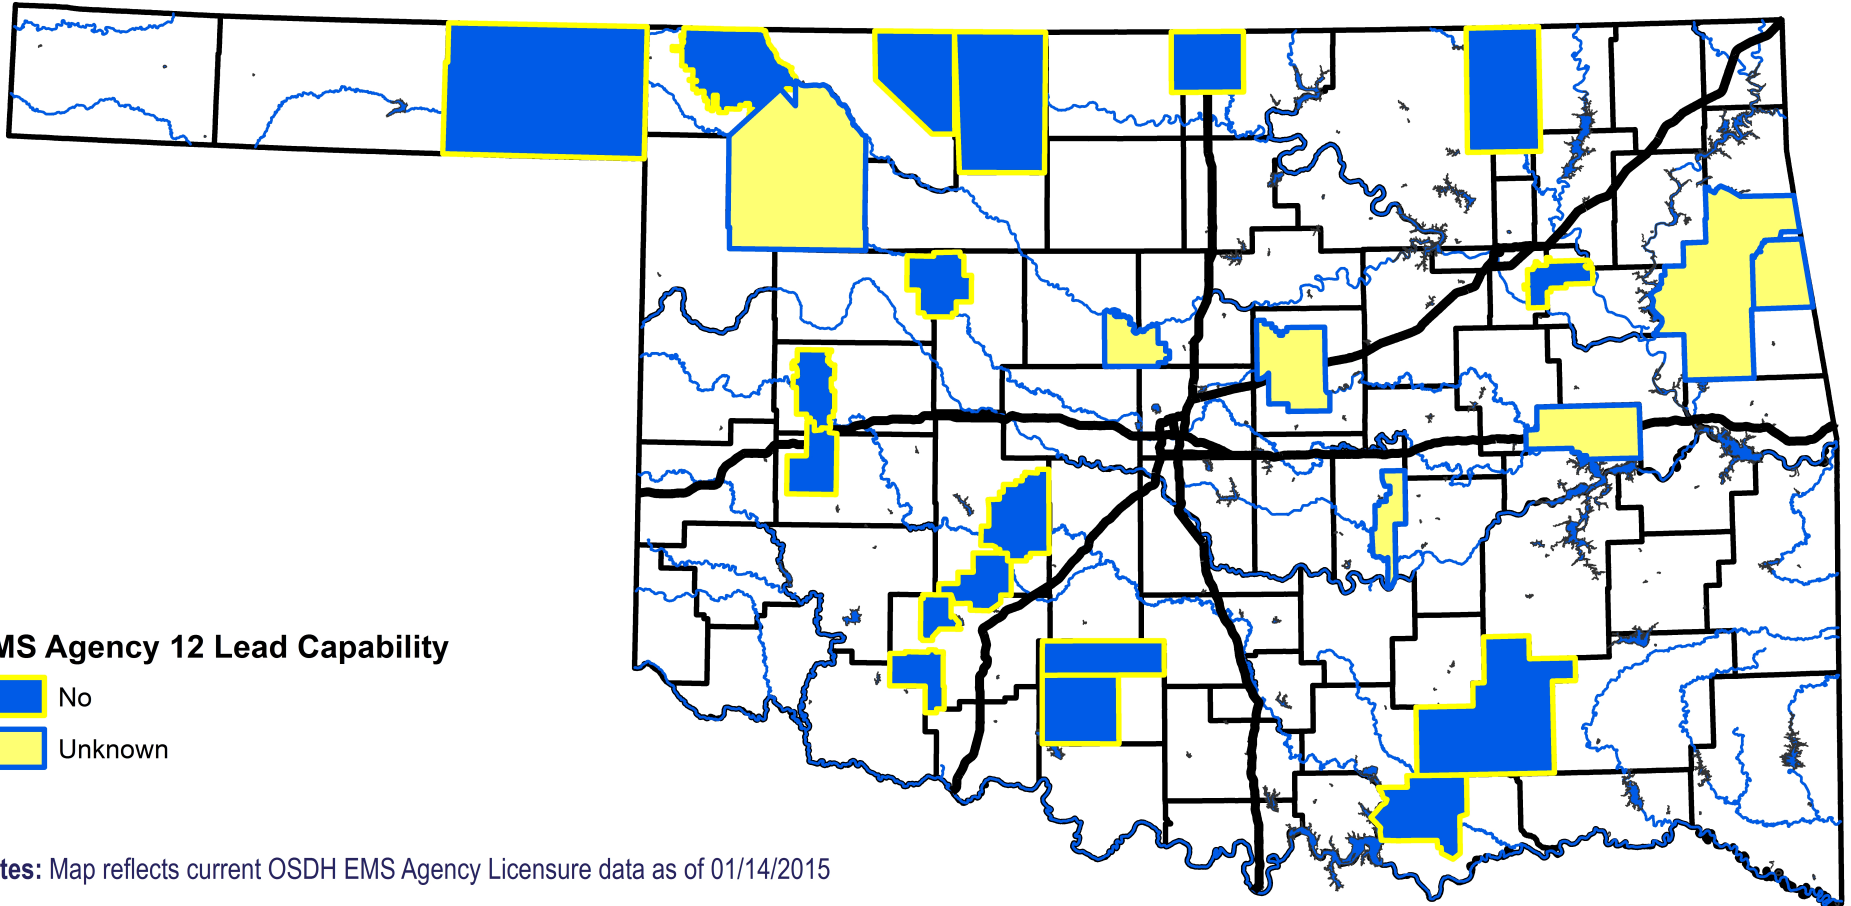 MS Agency 12 Lead Capability
No
Unknown
tes: Map reflects current OSDH EMS Agency Licensure data as of 01/14/2015